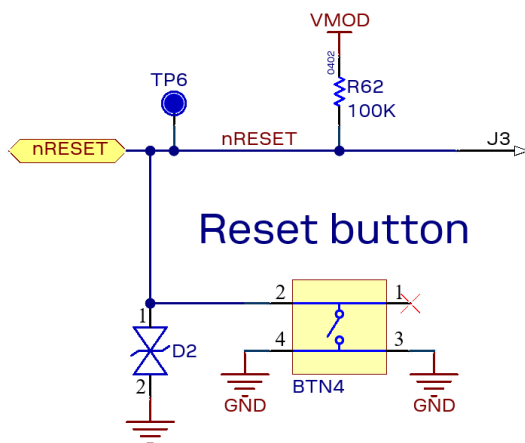 VMOD
0402
TP6
R62
100K
nRESET
nRESET
J3
Reset button
2
1
1
4
3
D2
2
BTN4
GND
GND